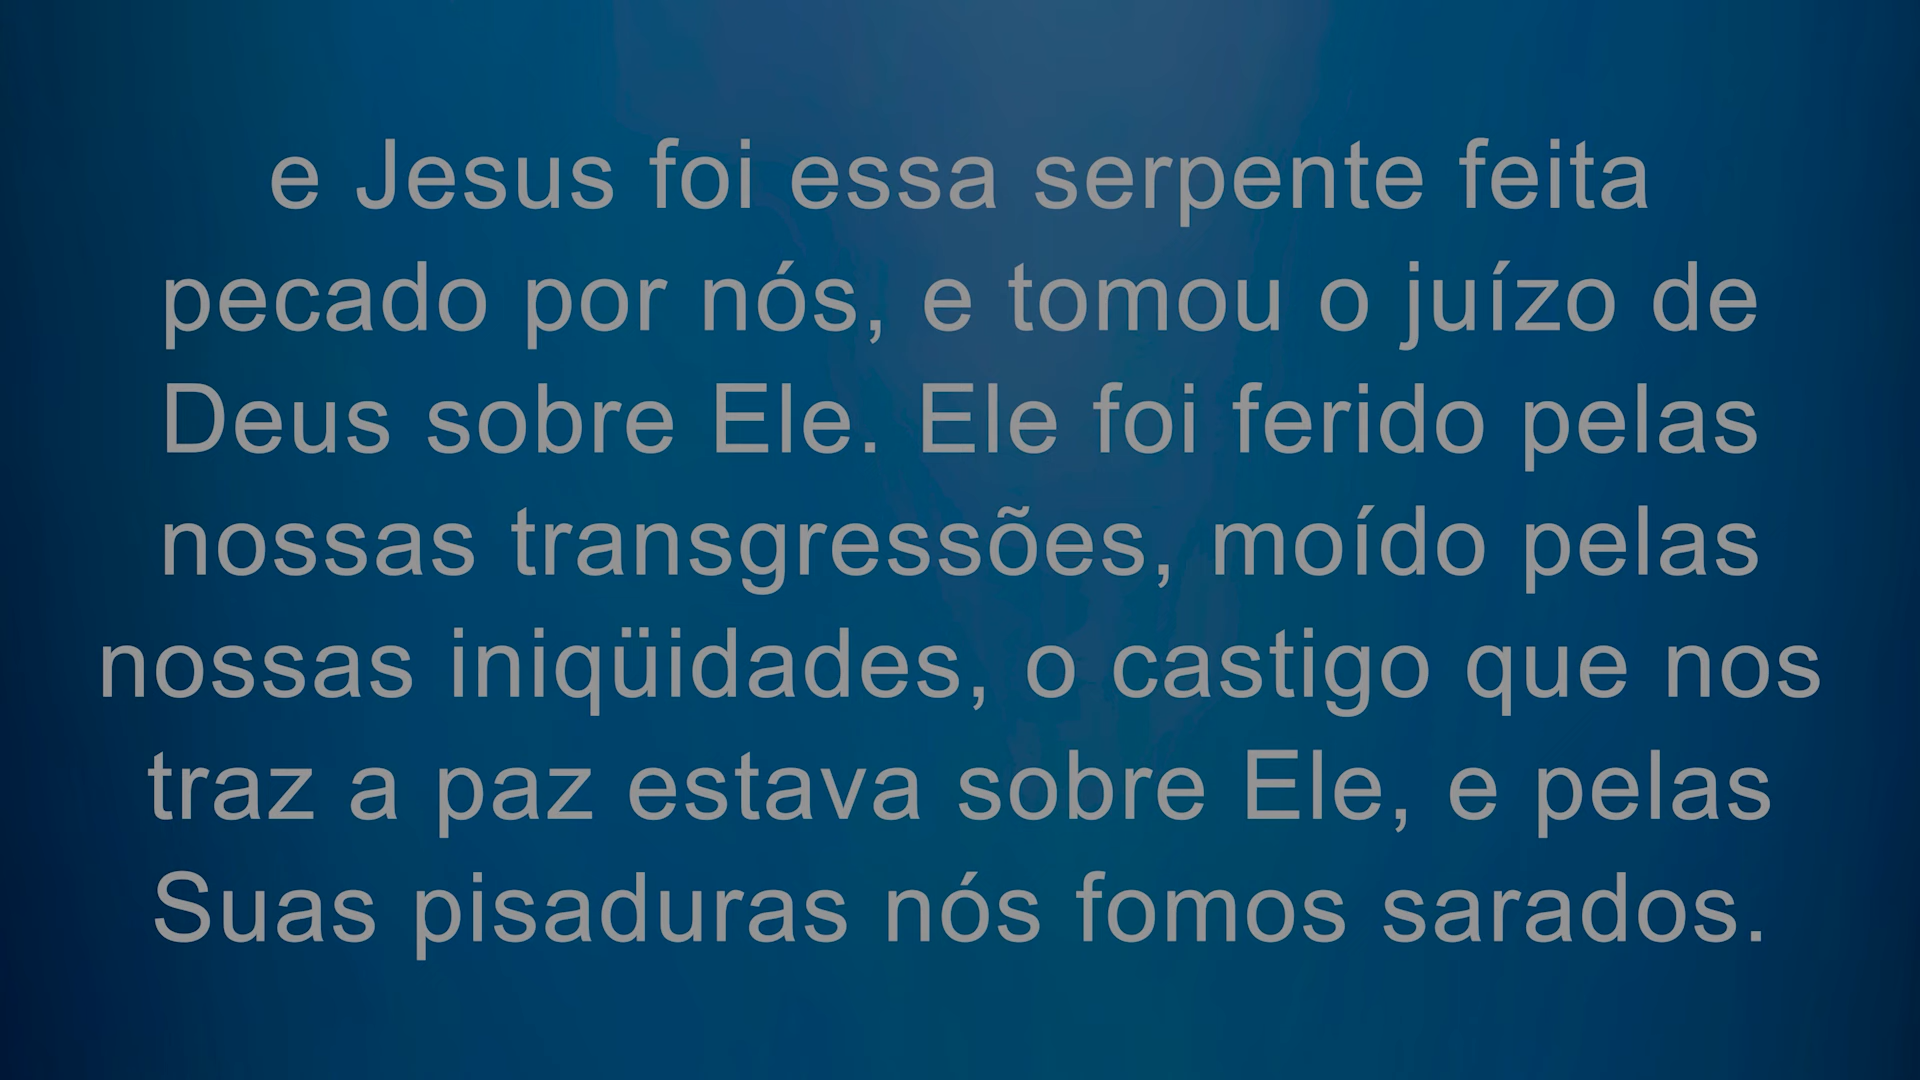 e Jesus foi essa serpente feita
pecado por nós, e tomou o juízo de
Deus sobre Ele. Ele foi ferido pelas
nossas transgressões, moído pelas
nossas iniqüidades, o castigo que nos
traz a paz estava sobre Ele, e pelas
Suas pisaduras nós fomos sarados.